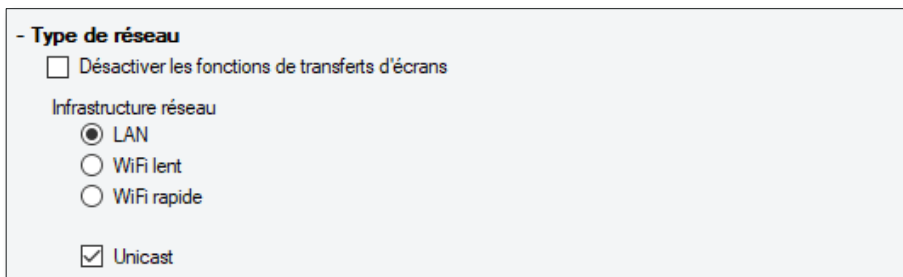 - Type de réseau
Désactiver les fonctions de transferts d'écrans
Infrastructure réseau
LAN
WiFi lent
WiFi rapide
Unicast